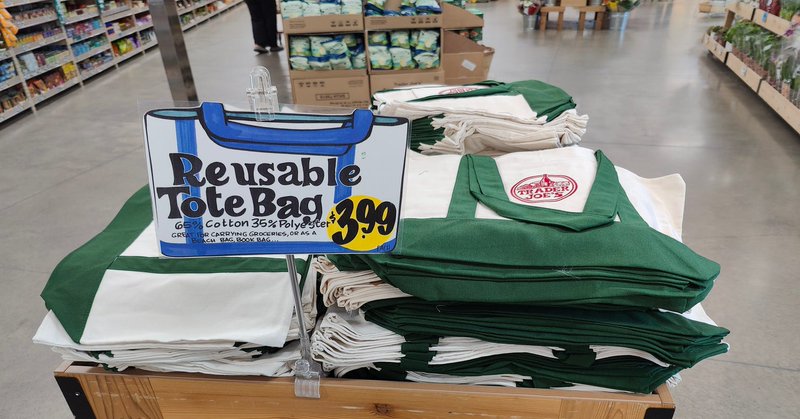 Reusable
Tote Bag
$3.99
65% Cotton 35% Polyester
GREAT FOR CARRYING GROCERIES, OR AS A
BEACH BAG, BOOK BAG...
TRADER
JOE'S